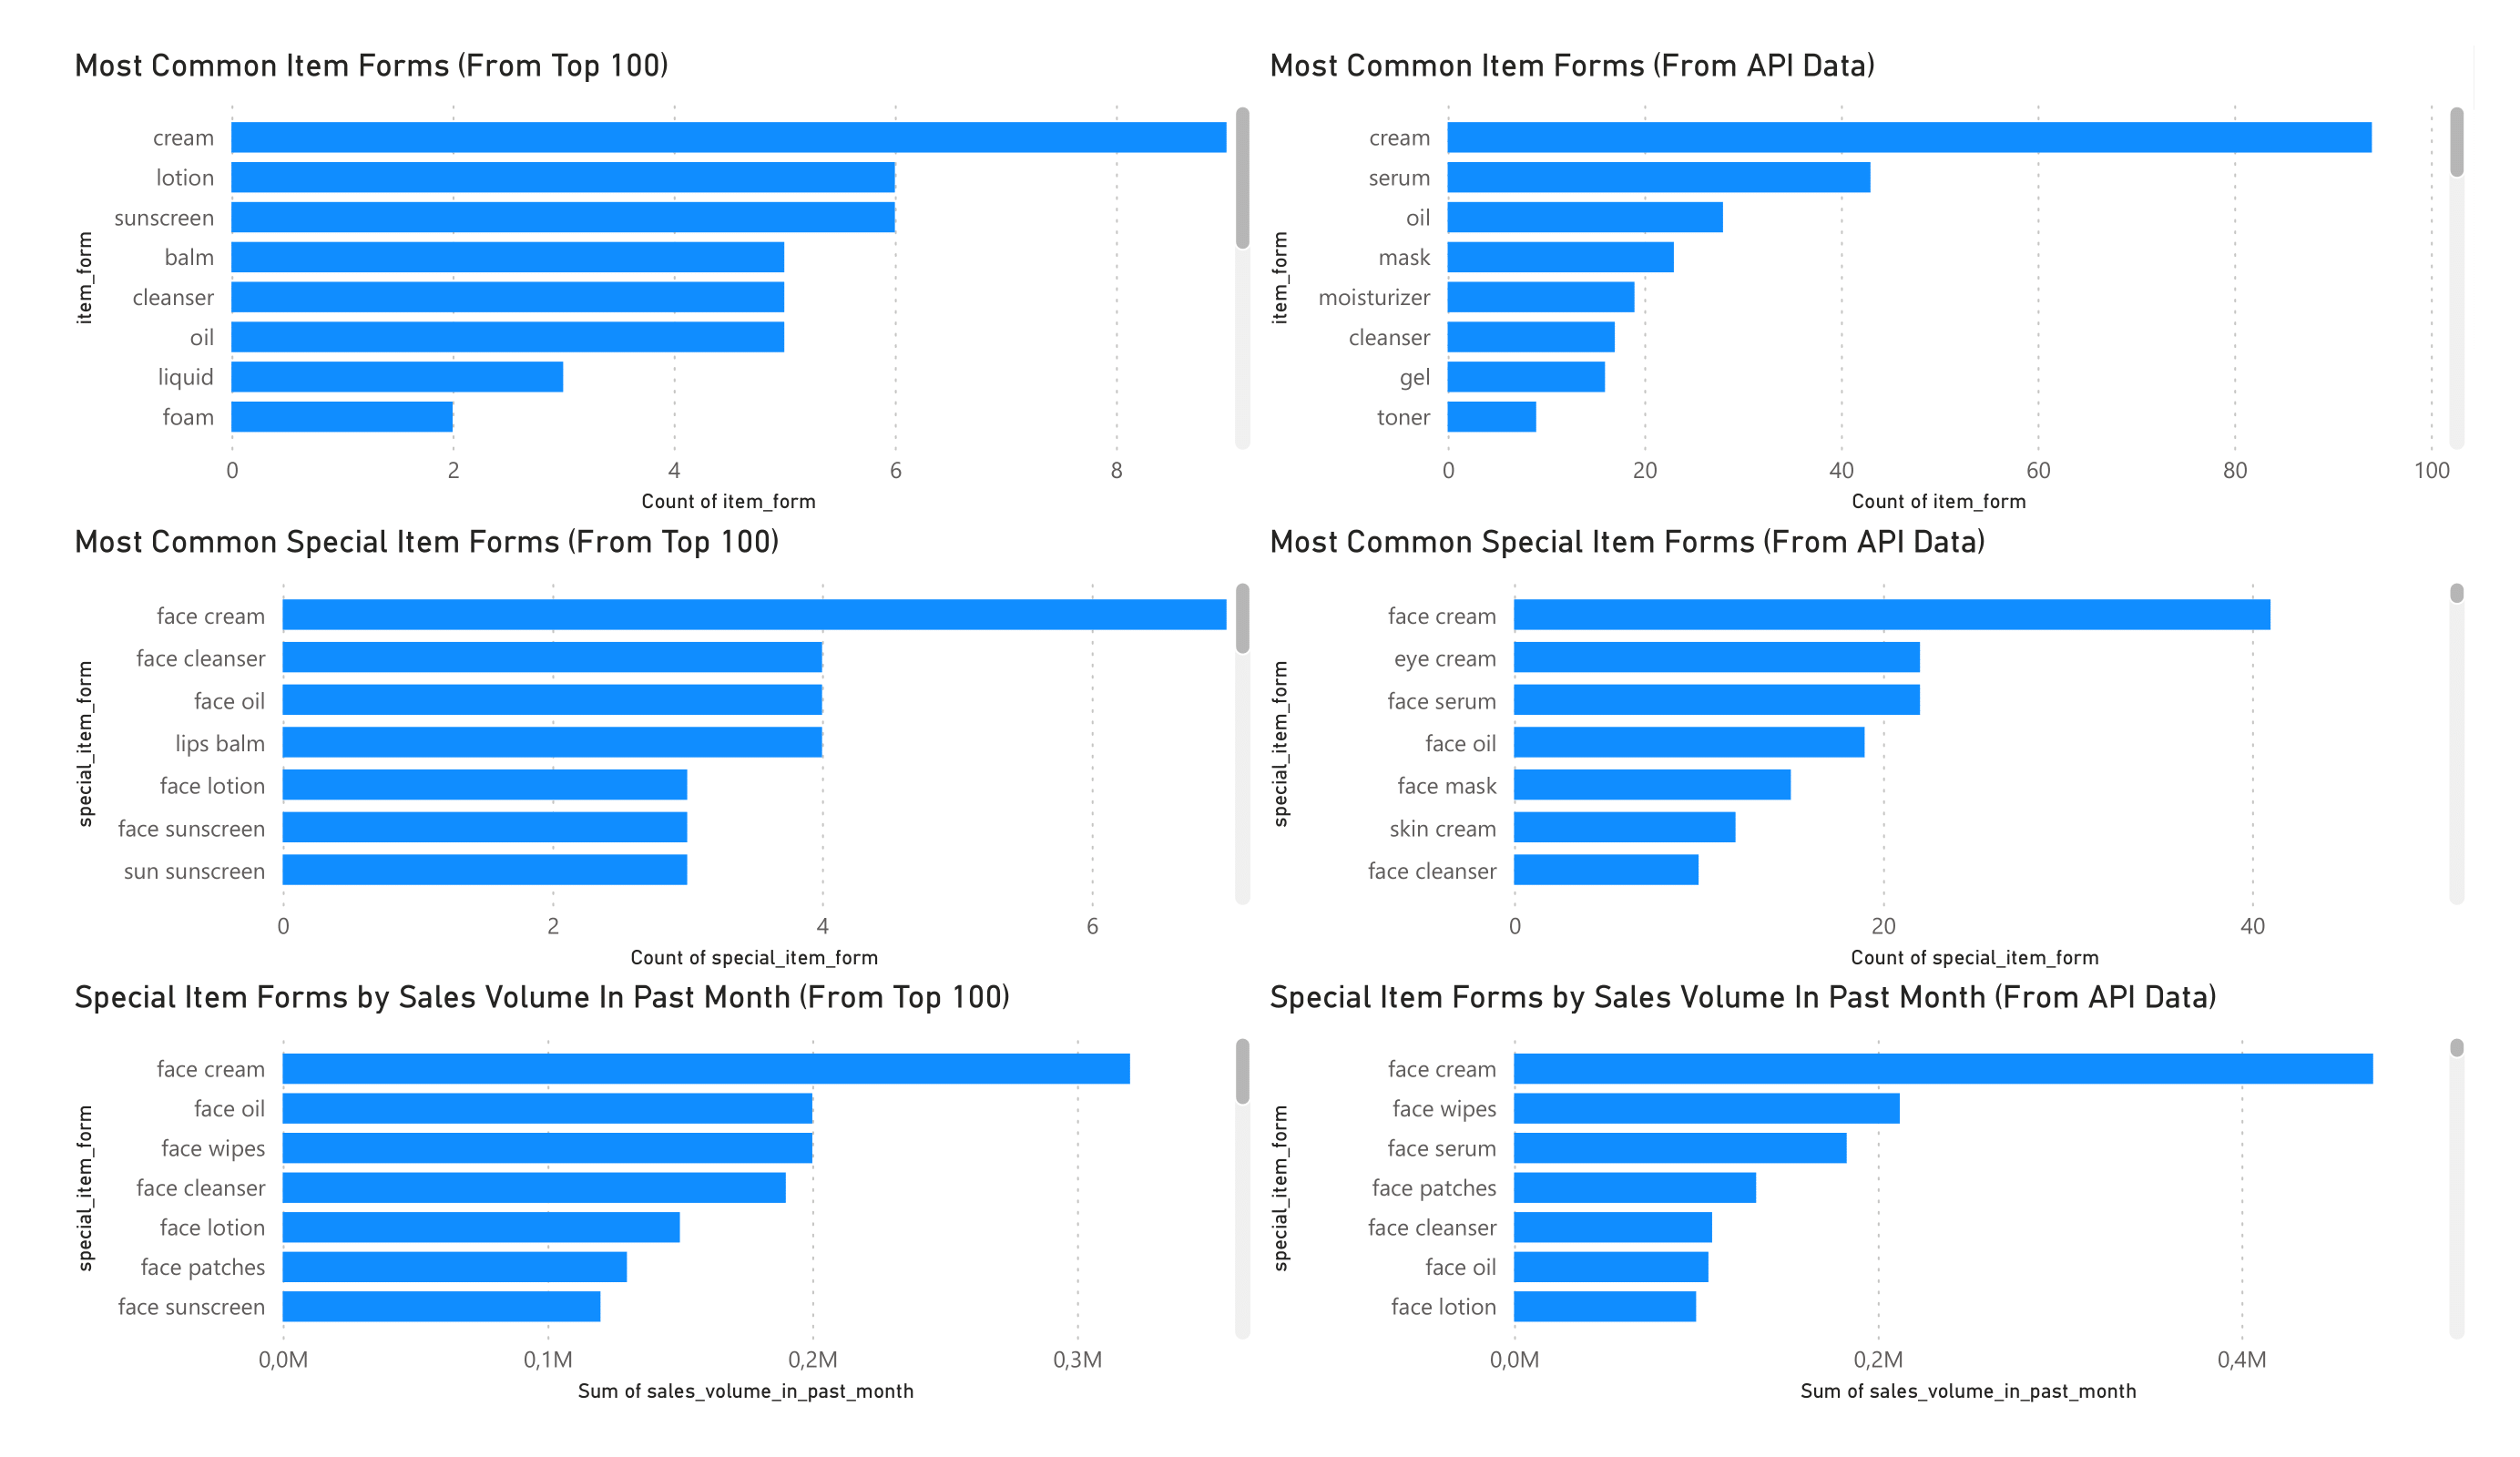 Most Common Item Forms (From Top 100)
item_form
cream
lotion
sunscreen
balm
cleanser
oil
liquid
foam
0 2 4 6 8
Count of item_form
Most Common Item Forms (From API Data)
item_form
cream
serum
oil
mask
moisturizer
cleanser
gel
toner
0 20 40 60 80 100
Count of item_form
Most Common Special Item Forms (From Top 100)
special_item_form
face cream
face cleanser
face oil
lips balm
face lotion
face sunscreen
sun sunscreen
0 2 4 6
Count of special_item_form
Most Common Special Item Forms (From API Data)
special_item_form
face cream
eye cream
face serum
face oil
face mask
skin cream
face cleanser
0 20 40
Count of special_item_form
Special Item Forms by Sales Volume In Past Month (From Top 100)
special_item_form
face cream
face oil
face wipes
face cleanser
face lotion
face patches
face sunscreen
0,0M 0,1M 0,2M 0,3M
Sum of sales_volume_in_past_month
Special Item Forms by Sales Volume In Past Month (From API Data)
special_item_form
face cream
face wipes
face serum
face patches
face cleanser
face oil
face lotion
0,0M 0,2M 0,4M
Sum of sales_volume_in_past_month